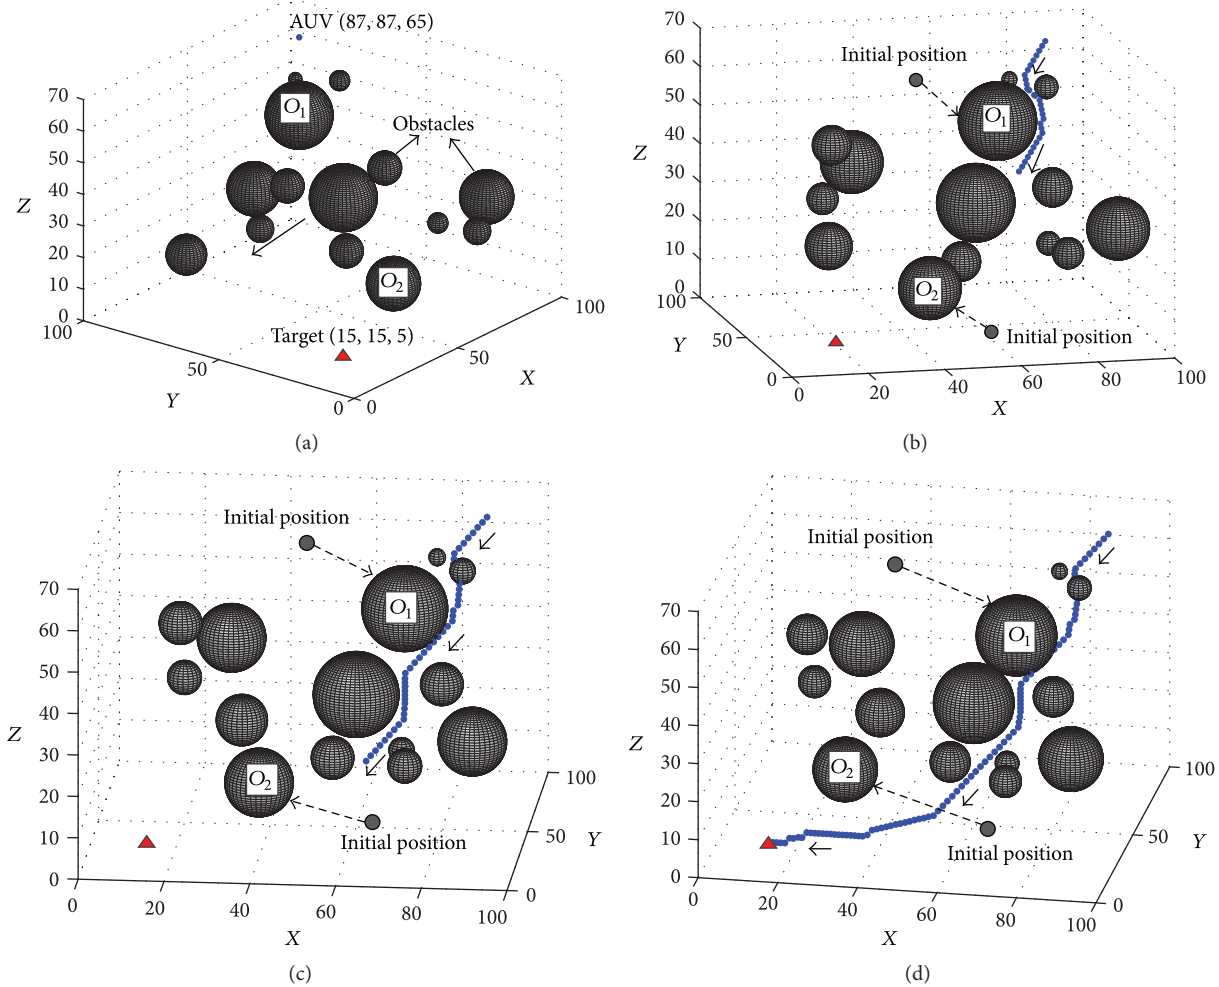 AUV (87, 87, 65)
O1
Obstacles
O2
Target (15, 15, 5)
Z
70
60
50
40
30
20
10
0
100
50
0
Y
0
50
100
X
(a)
Initial position
O1
O2
Initial position
Z
70
60
50
40
30
20
10
0
100
50
0
Y
0
20
40
60
80
100
X
(b)
Initial position
O1
O2
Initial position
Z
70
60
50
40
30
20
10
0
0
20
40
60
80
100
X
0
50
100
Y
(c)
Initial position
O1
O2
Initial position
Z
70
60
50
40
30
20
10
0
0
20
40
60
80
100
X
0
50
100
Y
(d)